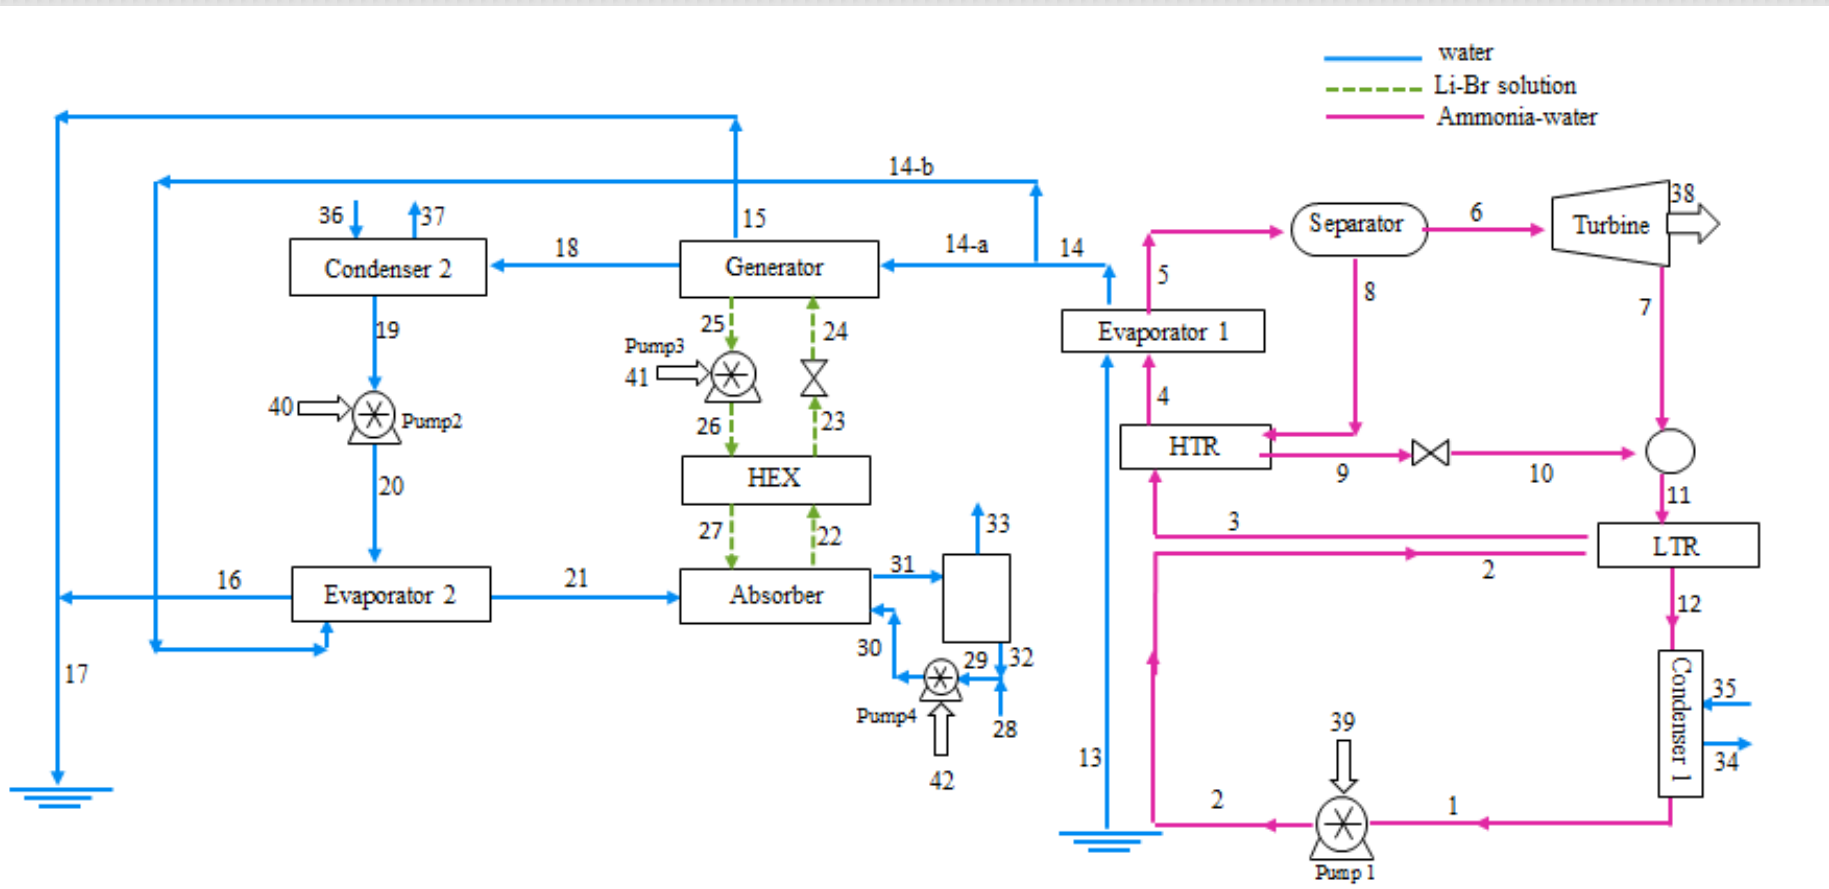 water
Li-Br solution
Ammonia-water
14-b
38
36
37
15
6
Separator
Turbine
18
14-a
14
Condenser 2
Generator
5
8
7
19
25
24
Evaporator 1
Pump3
41
4
40
Pump2
26
23
HTR
9
10
20
HEX
11
27
22
33
3
LTR
2
31
16
21
Evaporator 2
Absorber
12
30
29
32
17
Pump4
28
Condenser 1
35
39
13
34
42
2
1
Pump 1